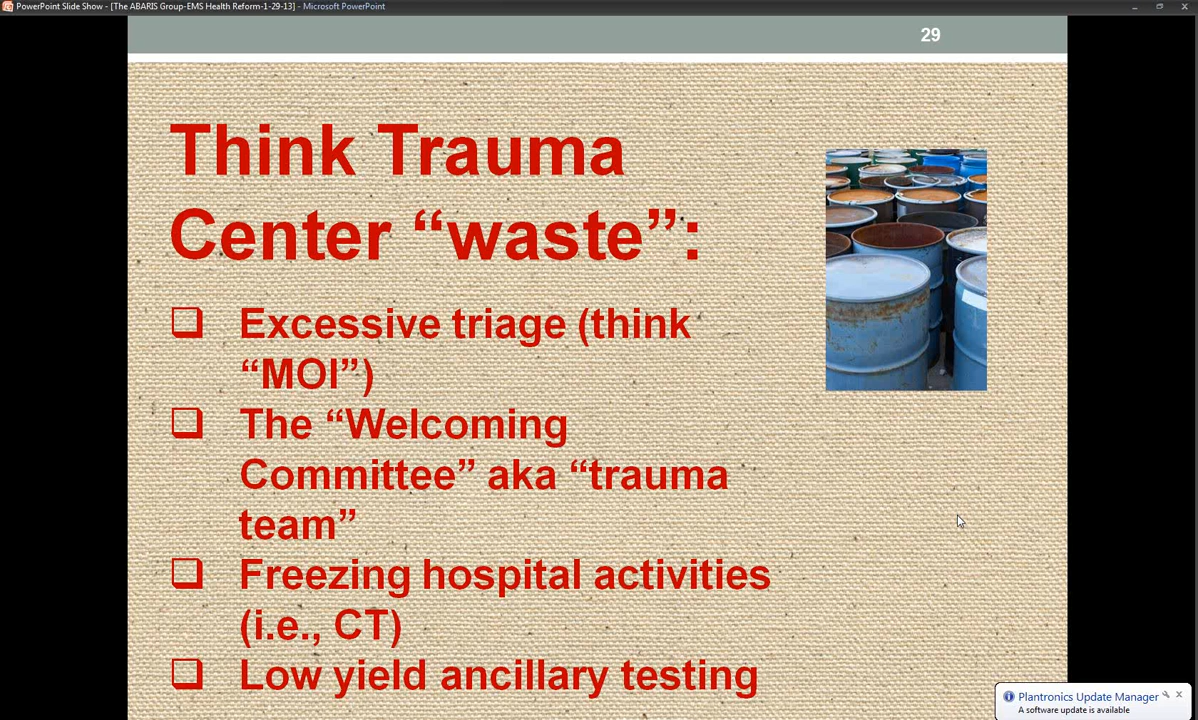 PowerPoint Slide Show - [The ABARIS Group-EMS Health Reform-1-29-13] - Microsoft PowerPoint
29
Think Trauma
Center “waste”:
Excessive triage (think
“MOI”)
The “Welcoming
Committee” aka “trauma
team”
Freezing hospital activities
(i.e., CT)
Low yield ancillary testing
Plantronics Update Manager
A software update is available